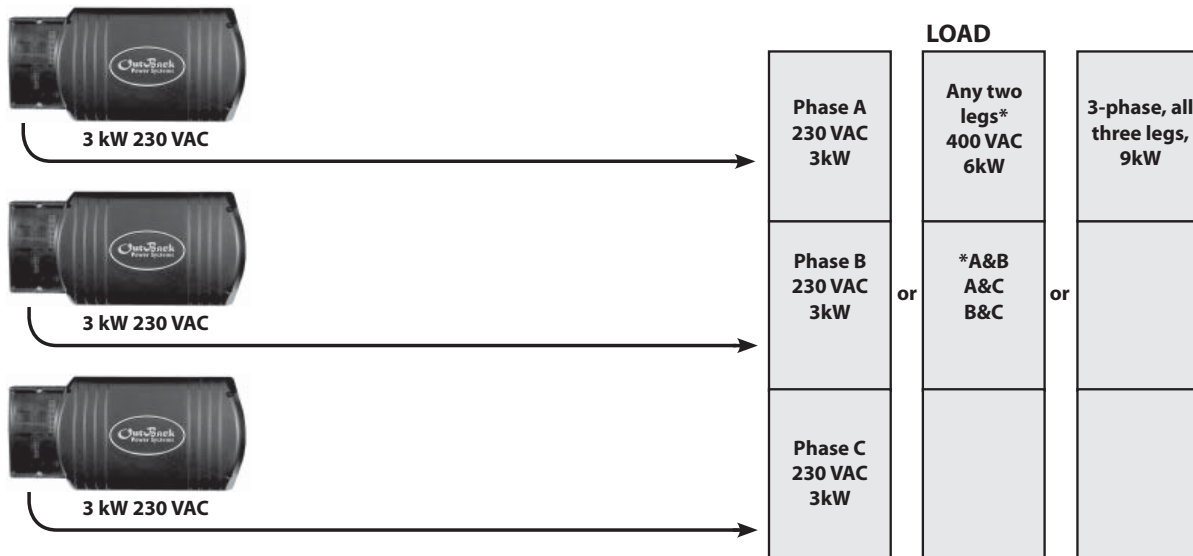 OutBack
Power Systems
3 kW 230 VAC
OutBack
Power Systems
3 kW 230 VAC
OutBack
Power Systems
3 kW 230 VAC
LOAD
Phase A
230 VAC
3kW
Phase B
230 VAC
3kW
Phase C
230 VAC
3kW
or
Any two
legs*
400 VAC
6kW
*A&B
A&C
B&C
or
3-phase, all
three legs,
9kW